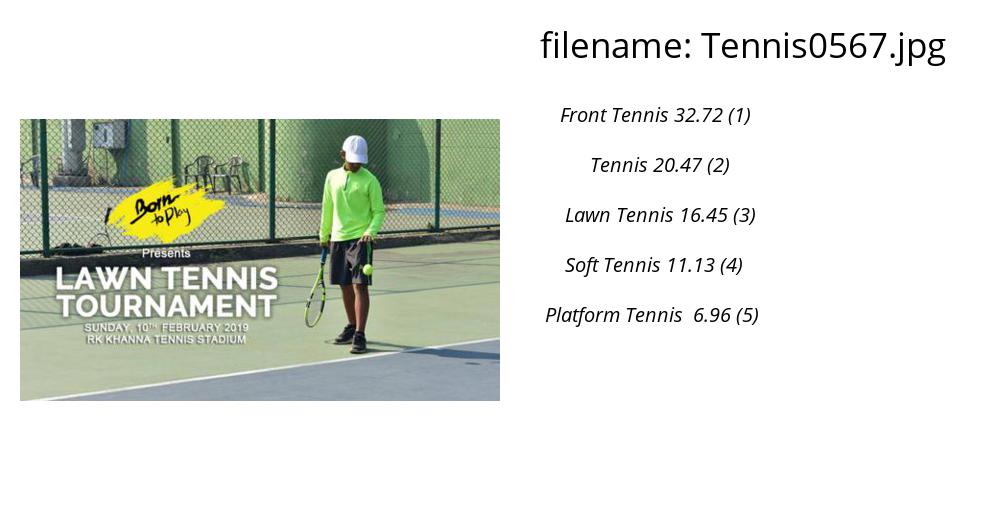 filename: Tennis0567.jpg
Front Tennis 32.72 (1)
Tennis 20.47 (2)
Lawn Tennis 16.45 (3)
Soft Tennis 11.13 (4)
Platform Tennis  6.96 (5)
Born
to Play
Presents
LAWN TENNIS
TOURNAMENT
SUNDAY, 10TH FEBRUARY 2019
RK KHANNA TENNIS STADIUM